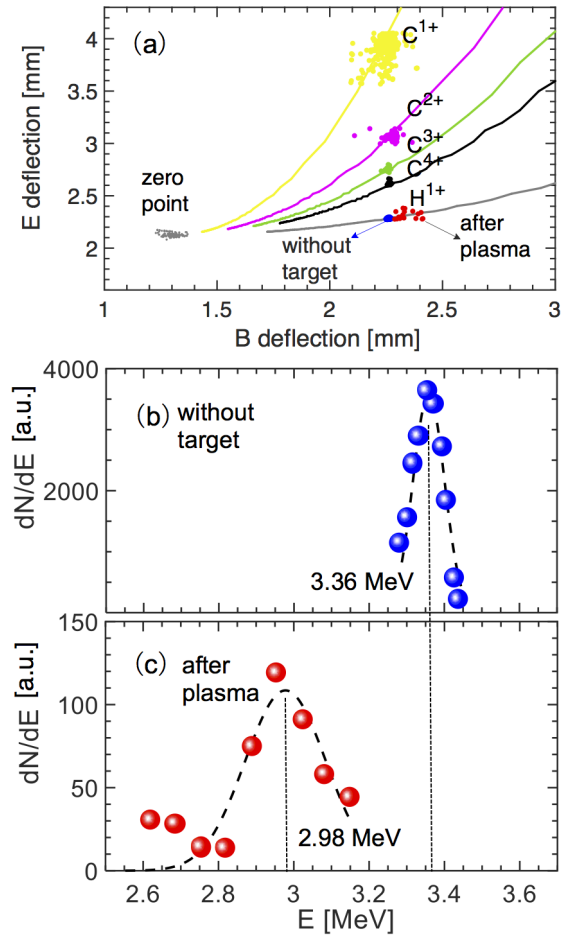 (a)
E deflection [mm]
4
3.5
3
2.5
2
C1+
C2+
C3+
C4+
H1+
zero
point
without
target
after
plasma
1
1.5
2
2.5
3
B deflection [mm]
(b) without
target
dN/dE [a.u.]
4000
2000
3.36 MeV
(c) after
plasma
dN/dE [a.u.]
150
100
50
0
2.98 MeV
2.6
2.8
3
3.2
3.4
3.6
E [MeV]